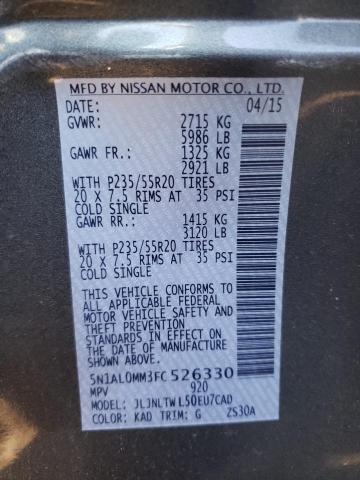 MFD BY NISSAN MOTOR CO., LTD.
DATE: 04/15
GVWR: 2715 KG
5986 LB
GAWR FR.: 1325 KG
2921 LB
WITH P235/55R20 TIRES
20 X 7.5 RIMS AT 35 PSI
COLD SINGLE
GAWR RR.: 1415 KG
3120 LB
WITH P235/55R20 TIRES
20 X 7.5 RIMS AT 35 PSI
COLD SINGLE
THIS VEHICLE CONFORMS TO
ALL APPLICABLE FEDERAL
MOTOR VEHICLE SAFETY
AND THEFT PREVENTION
STANDARDS IN EFFECT ON
THE DATE OF MANUFACTURE
SHOWN ABOVE.
5N1AL0MM3FC526330
MPV 920
MODEL: JLJNLTWL50EU7CAD
COLOR: KAD TRIM: G ZS30A